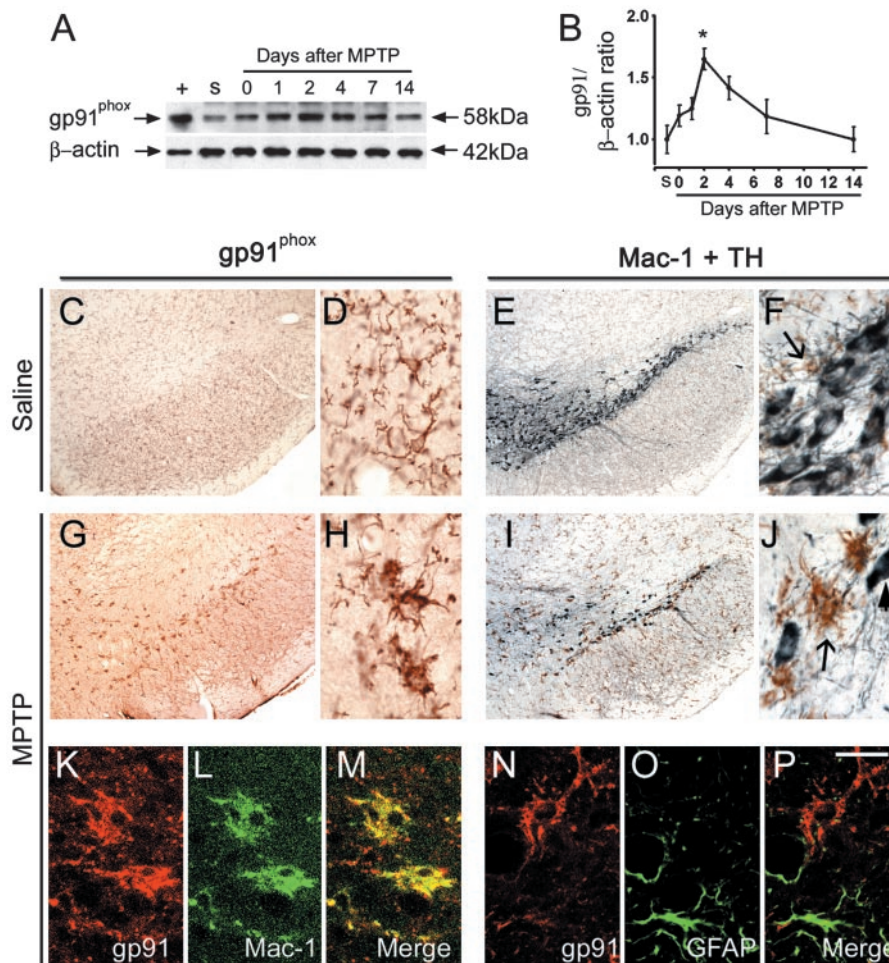 A
Days after MPTP
+ s 0 1 2 4 7 14
gp91phox
58kDa
β–actin
42kDa
B
gp91/
β–actin ratio
2.0
1.5
1.0
*
s 0 2 4 6 8 10 12 14
Days after MPTP
gp91phox
Mac-1 + TH
Saline
C
D
E
F
MPTP
G
H
I
J
K
L
M
N
O
P
gp91
Mac-1
Merge
gp91
GFAP
Merge